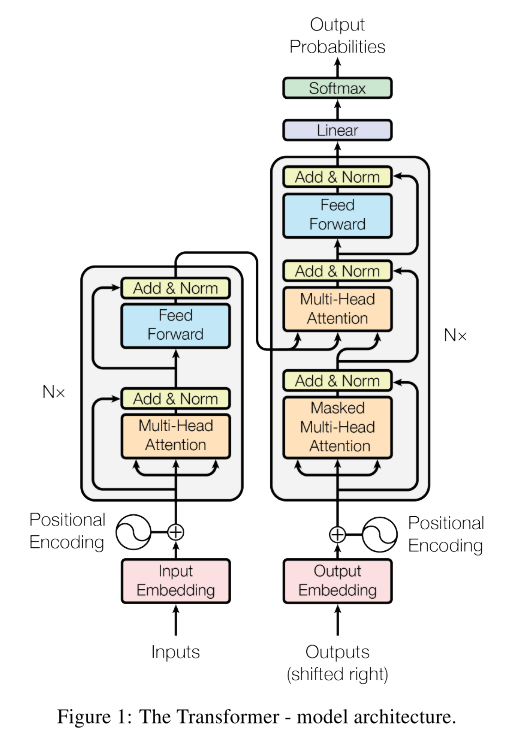 Output
Probabilities
Softmax
Linear
Add & Norm
Feed
Forward
Add & Norm
Multi-Head
Attention
Add & Norm
Masked
Multi-Head
Attention
N×
Add & Norm
Feed
Forward
N×
Add & Norm
Multi-Head
Attention
Positional
Encoding
Positional
Encoding
Input
Embedding
Output
Embedding
Inputs
Outputs
(shifted right)
Figure 1: The Transformer - model architecture.